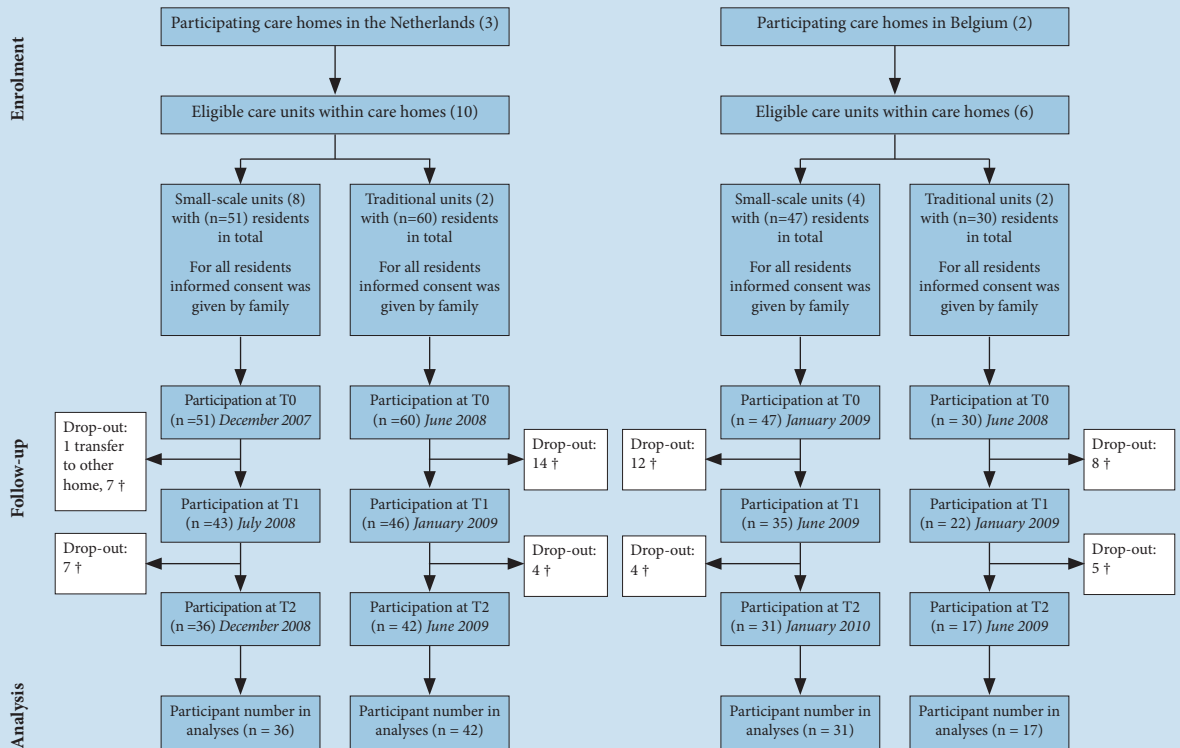 Enrolment
Participating care homes in the Netherlands (3)
Participating care homes in Belgium (2)
Eligible care units within care homes (10)
Eligible care units within care homes (6)
Small-scale units (8)
with (n=51) residents
in total
For all residents
informed consent was
given by family
Traditional units (2)
with (n=60) residents
in total
For all residents
informed consent was
given by family
Small-scale units (4)
with (n=47) residents
in total
For all residents
informed consent was
given by family
Traditional units (2)
with (n=30) residents
in total
For all residents
informed consent was
given by family
Follow-up
Participation at T0
(n =51) December 2007
Participation at T0
(n =60) June 2008
Participation at T0
(n = 47) January 2009
Participation at T0
(n = 30) June 2008
Drop-out:
1 transfer
to other
home, 7 †
Drop-out:
14 †
Drop-out:
12 †
Drop-out:
8 †
Participation at T1
(n =43) July 2008
Participation at T1
(n =46) January 2009
Participation at T1
(n = 35) June 2009
Participation at T1
(n = 22) January 2009
Drop-out:
7 †
Drop-out:
4 †
Drop-out:
4 †
Drop-out:
5 †
Participation at T2
(n =36) December 2008
Participation at T2
(n = 42) June 2009
Participation at T2
(n = 31) January 2010
Participation at T2
(n = 17) June 2009
Analysis
Participant number in
analyses (n = 36)
Participant number in
analyses (n = 42)
Participant number in
analyses (n = 31)
Participant number in
analyses (n = 17)